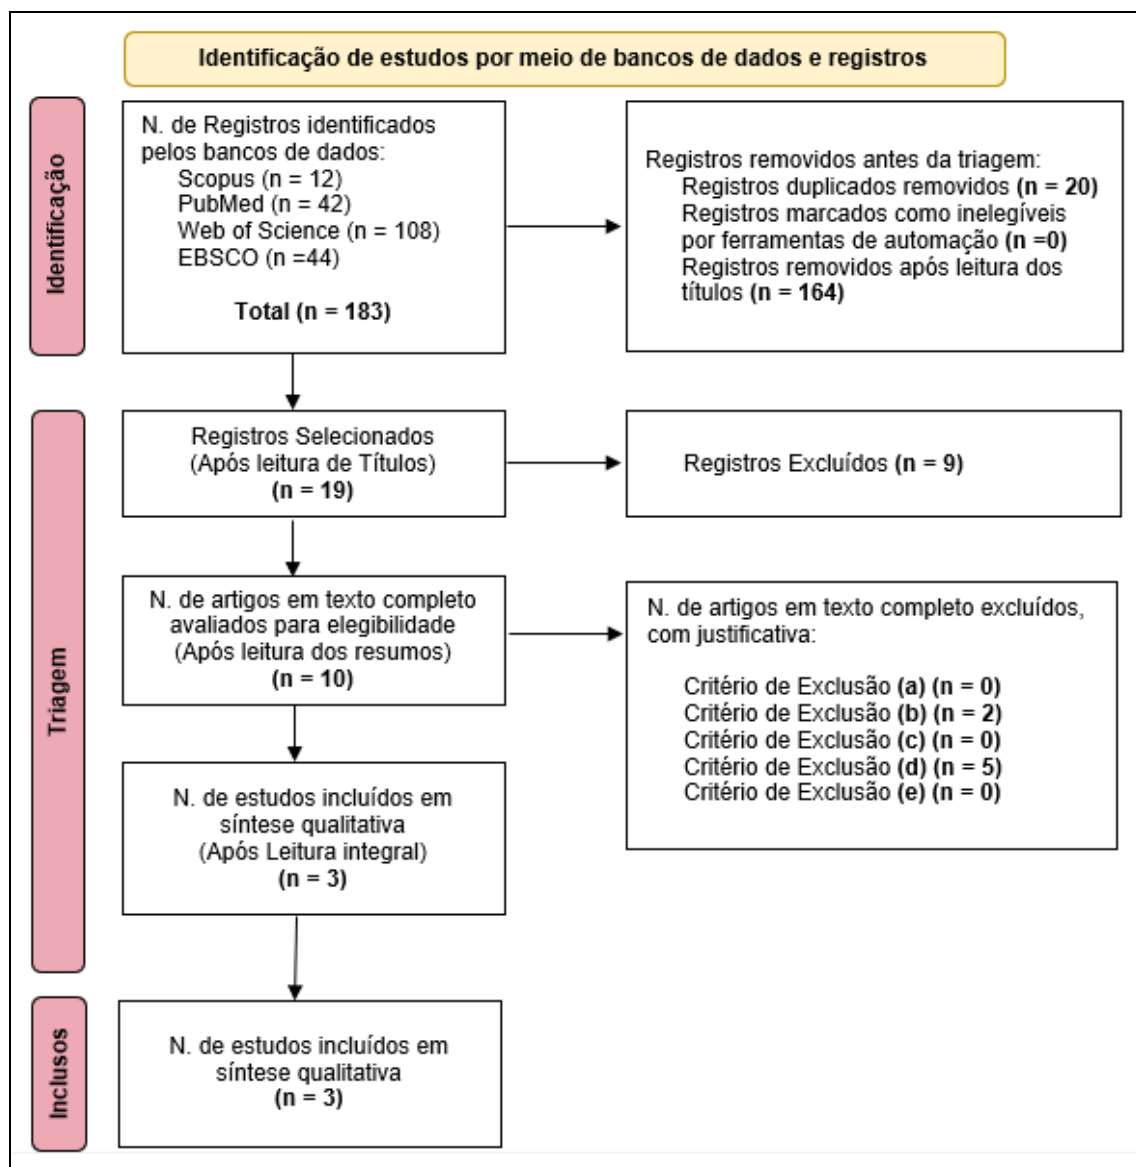 Identificação de estudos por meio de bancos de dados e registros
Identificação
N. de Registros identificados
pelos bancos de dados:
Scopus (n = 12)
PubMed (n = 42)
Web of Science (n = 108)
EBSCO (n =44)
Total (n = 183)
Registros removidos antes da triagem:
Registros duplicados removidos (n = 20)
Registros marcados como inelegíveis
por ferramentas de automação (n =0)
Registros removidos após leitura dos
títulos (n = 164)
Triagem
Registros Selecionados
(Após leitura de Títulos)
(n = 19)
Registros Excluídos (n = 9)
N. de artigos em texto completo
avaliados para elegibilidade
(Após leitura dos resumos)
(n = 10)
N. de artigos em texto completo excluídos,
com justificativa:
Critério de Exclusão (a) (n = 0)
Critério de Exclusão (b) (n = 2)
Critério de Exclusão (c) (n = 0)
Critério de Exclusão (d) (n = 5)
Critério de Exclusão (e) (n = 0)
N. de estudos incluídos em
síntese qualitativa
(Após Leitura integral)
(n = 3)
Inclusos
N. de estudos incluídos em
síntese qualitativa
(n = 3)